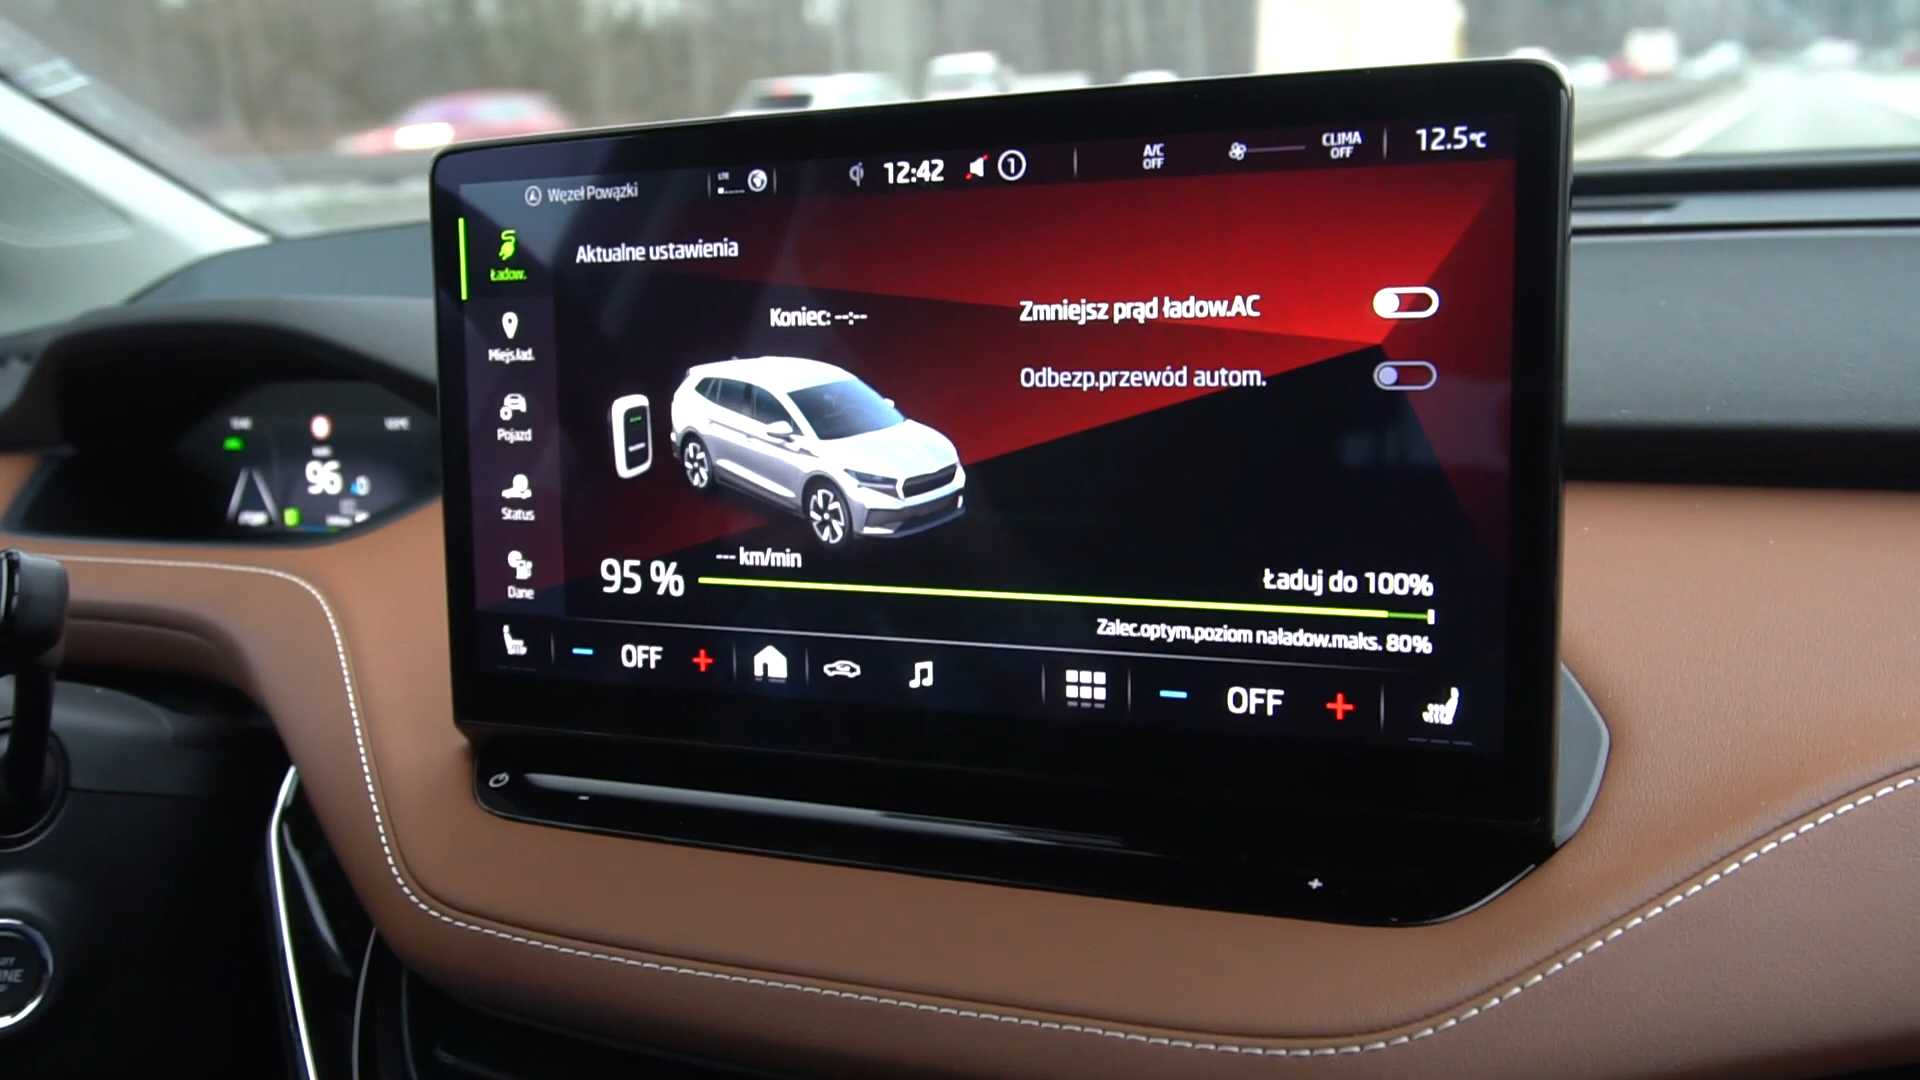 Węzeł Powązki
LTE
12:42
1
A/C
OFF
CLIMA
OFF
12.5°C
Ładow.
Aktualne ustawienia
Koniec: --:--
Zmniejsz prąd ładow.AC
Miejs.ład.
Odbezp.przewód autom.
Pojazd
96
Status
--- km/min
95 %
Ładuj do 100%
Dane
Zalec.optym.poziom naładow.maks. 80%
− OFF +
− OFF +